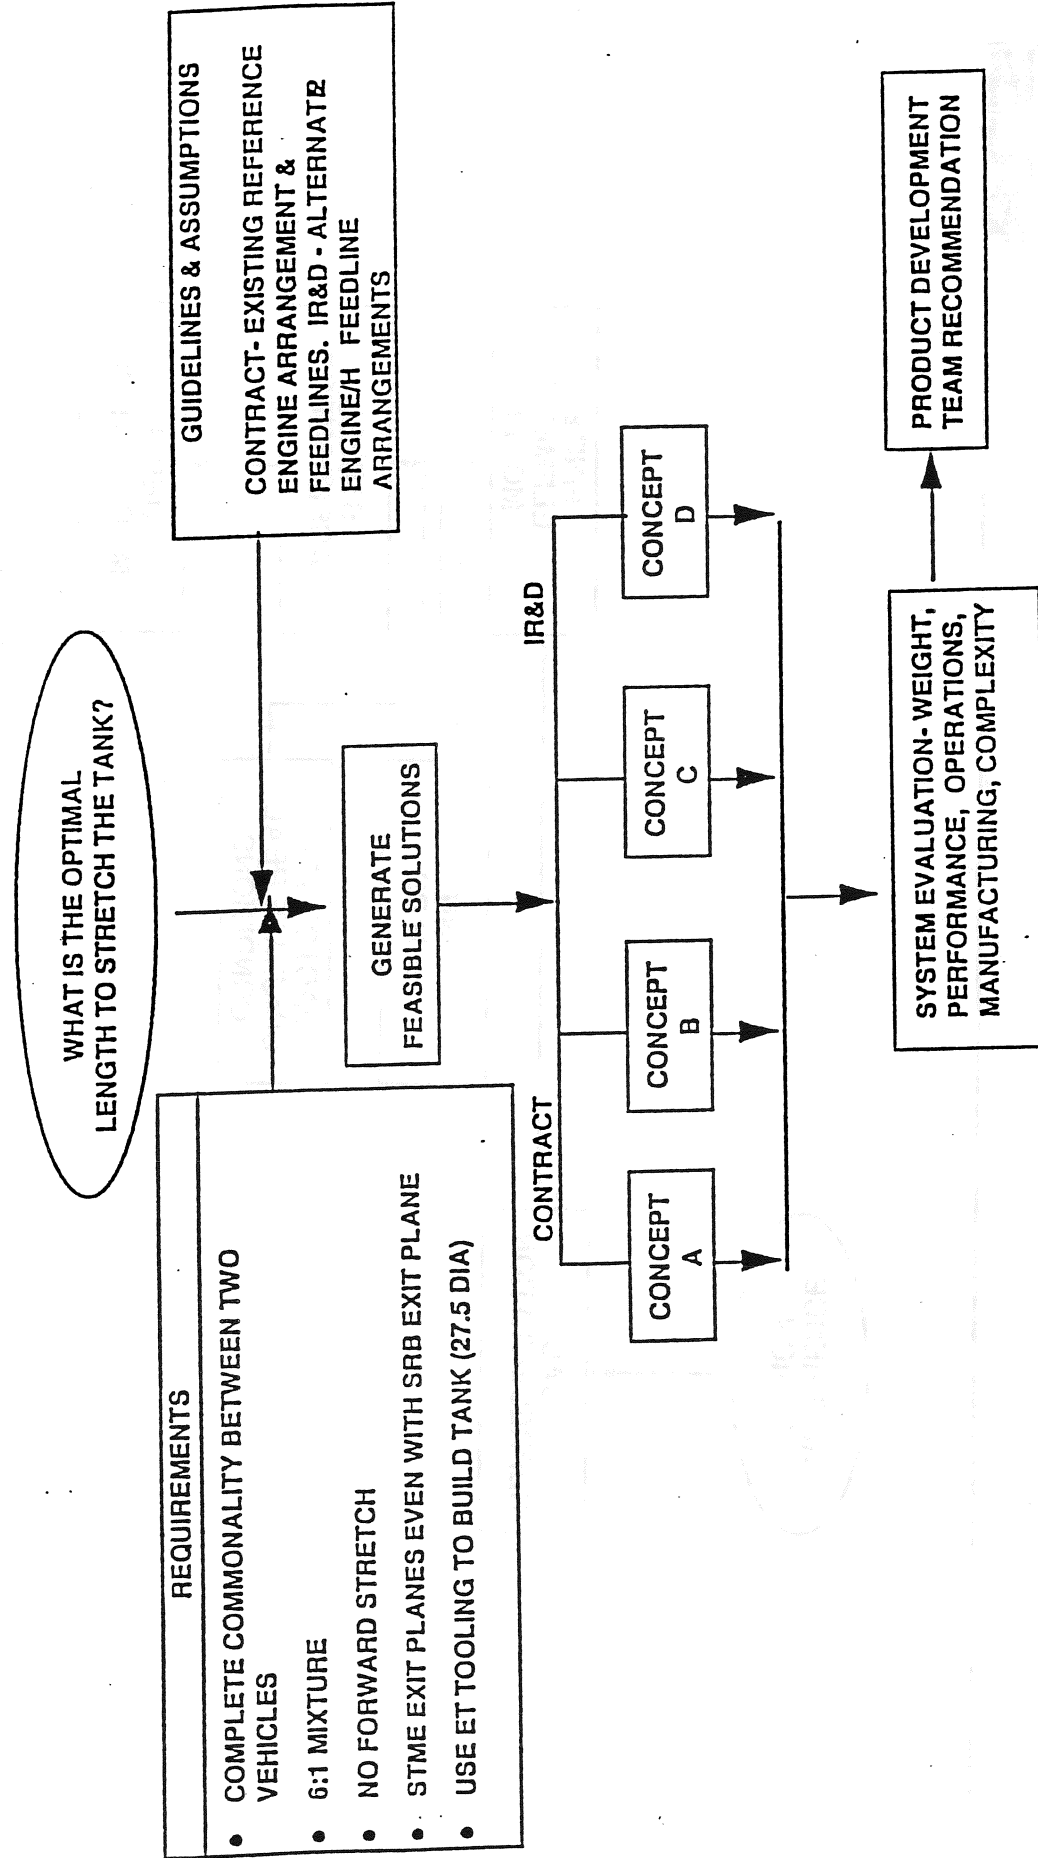 WHAT IS THE OPTIMAL
LENGTH TO STRETCH THE TANK?
REQUIREMENTS
• COMPLETE COMMONALITY BETWEEN TWO
VEHICLES
• 6:1 MIXTURE
• NO FORWARD STRETCH
• STME EXIT PLANES EVEN WITH SRB EXIT PLANE
• USE ET TOOLING TO BUILD TANK (27.5 DIA)
GUIDELINES & ASSUMPTIONS
CONTRACT- EXISTING REFERENCE
ENGINE ARRANGEMENT &
FEEDLINES. IR&D - ALTERNATE
ENGINE/H FEEDLINE
ARRANGEMENTS
GENERATE
FEASIBLE SOLUTIONS
CONTRACT
IR&D
CONCEPT
A
CONCEPT
B
CONCEPT
C
CONCEPT
D
SYSTEM EVALUATION- WEIGHT,
PERFORMANCE, OPERATIONS,
MANUFACTURING, COMPLEXITY
PRODUCT DEVELOPMENT
TEAM RECOMMENDATION